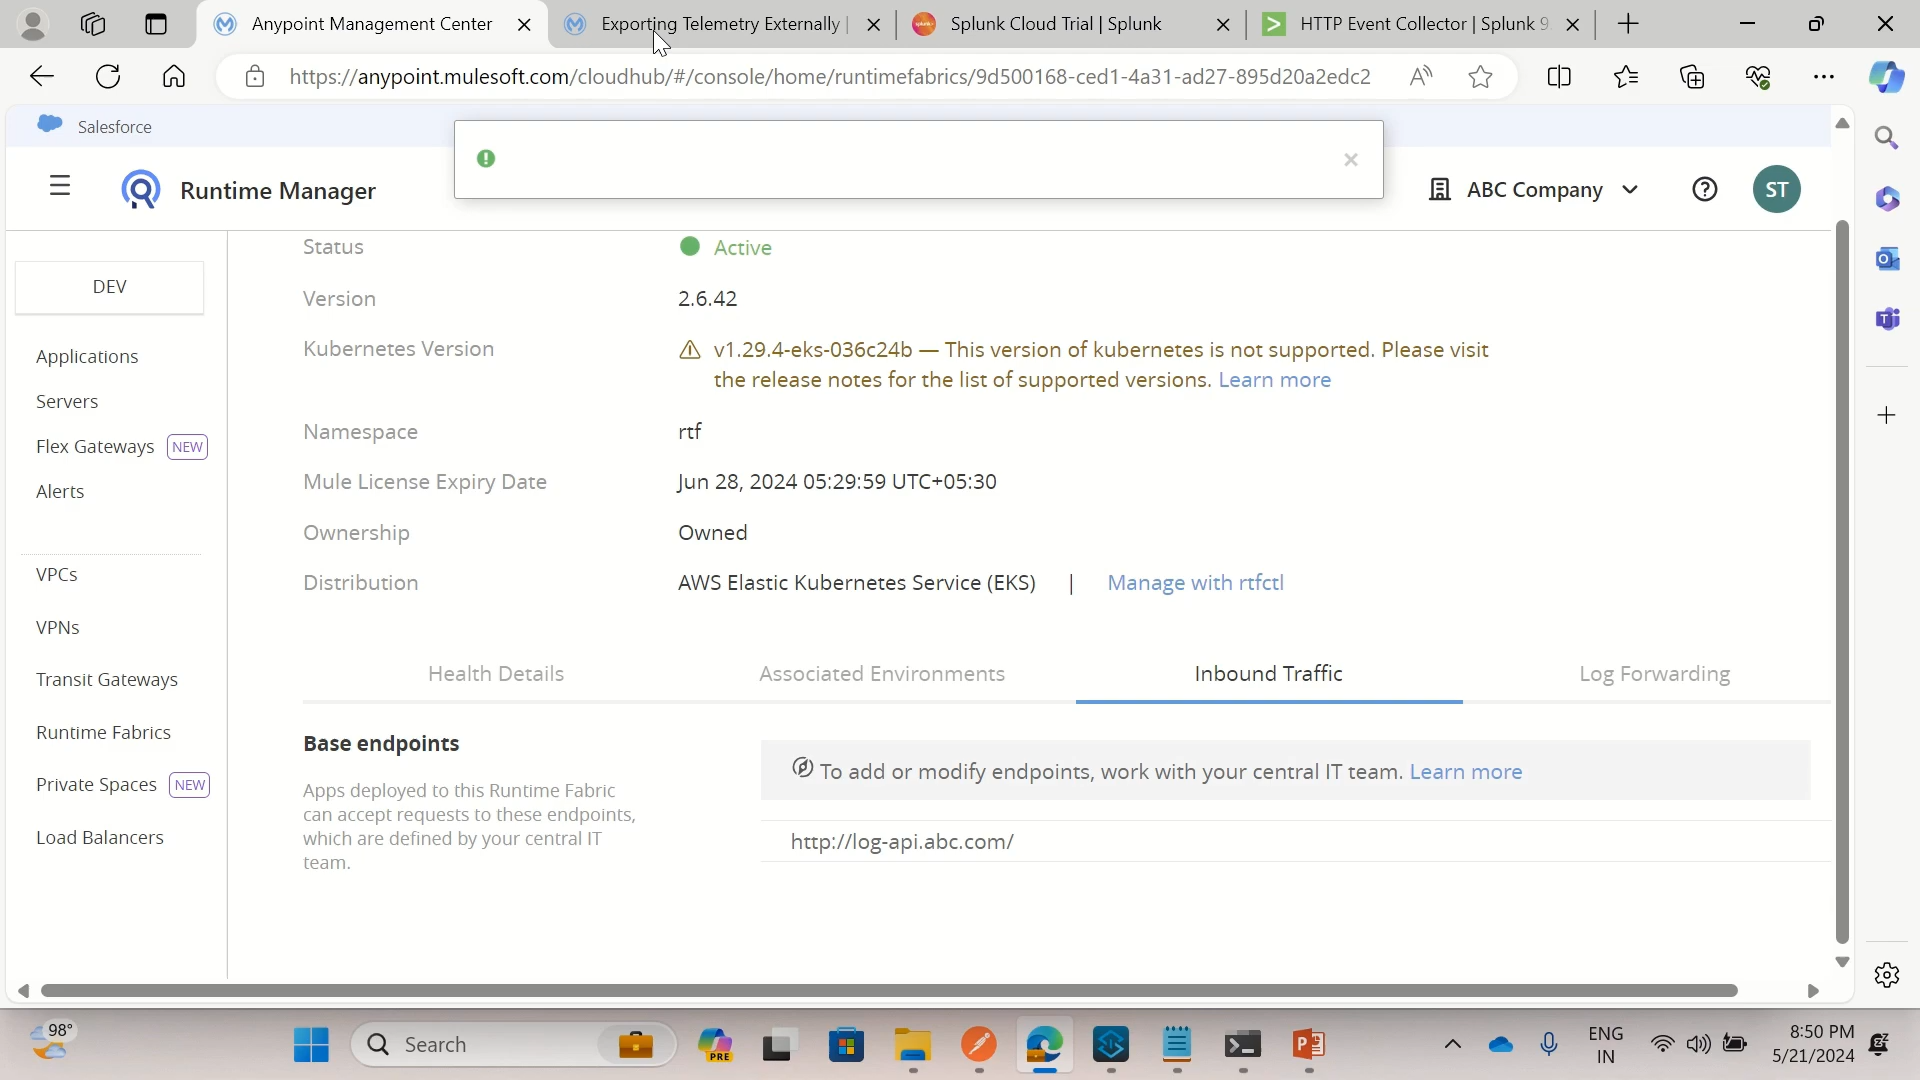 Anypoint Management Center
Exporting Telemetry Externally |
Splunk Cloud Trial | Splunk
HTTP Event Collector | Splunk 9
https://anypoint.mulesoft.com/cloudhub/#/console/home/runtimefabrics/9d500168-ced1-4a31-ad27-895d20a2edc2
Salesforce
Runtime Manager
ABC Company
ST
DEV
Applications
Servers
Flex Gateways NEW
Alerts
VPCs
VPNs
Transit Gateways
Runtime Fabrics
Private Spaces NEW
Load Balancers
Status Active
Version 2.6.42
Kubernetes Version v1.29.4-eks-036c24b — This version of kubernetes is not supported. Please visit
the release notes for the list of supported versions. Learn more
Namespace rtf
Mule License Expiry Date Jun 28, 2024 05:29:59 UTC+05:30
Ownership Owned
Distribution AWS Elastic Kubernetes Service (EKS) | Manage with rtfctl
Health Details Associated Environments Inbound Traffic Log Forwarding
Base endpoints
Apps deployed to this Runtime Fabric
can accept requests to these endpoints,
which are defined by your central IT
team.
To add or modify endpoints, work with your central IT team. Learn more
http://log-api.abc.com/
98°
Search
PRE
ENG
IN
8:50 PM
5/21/2024